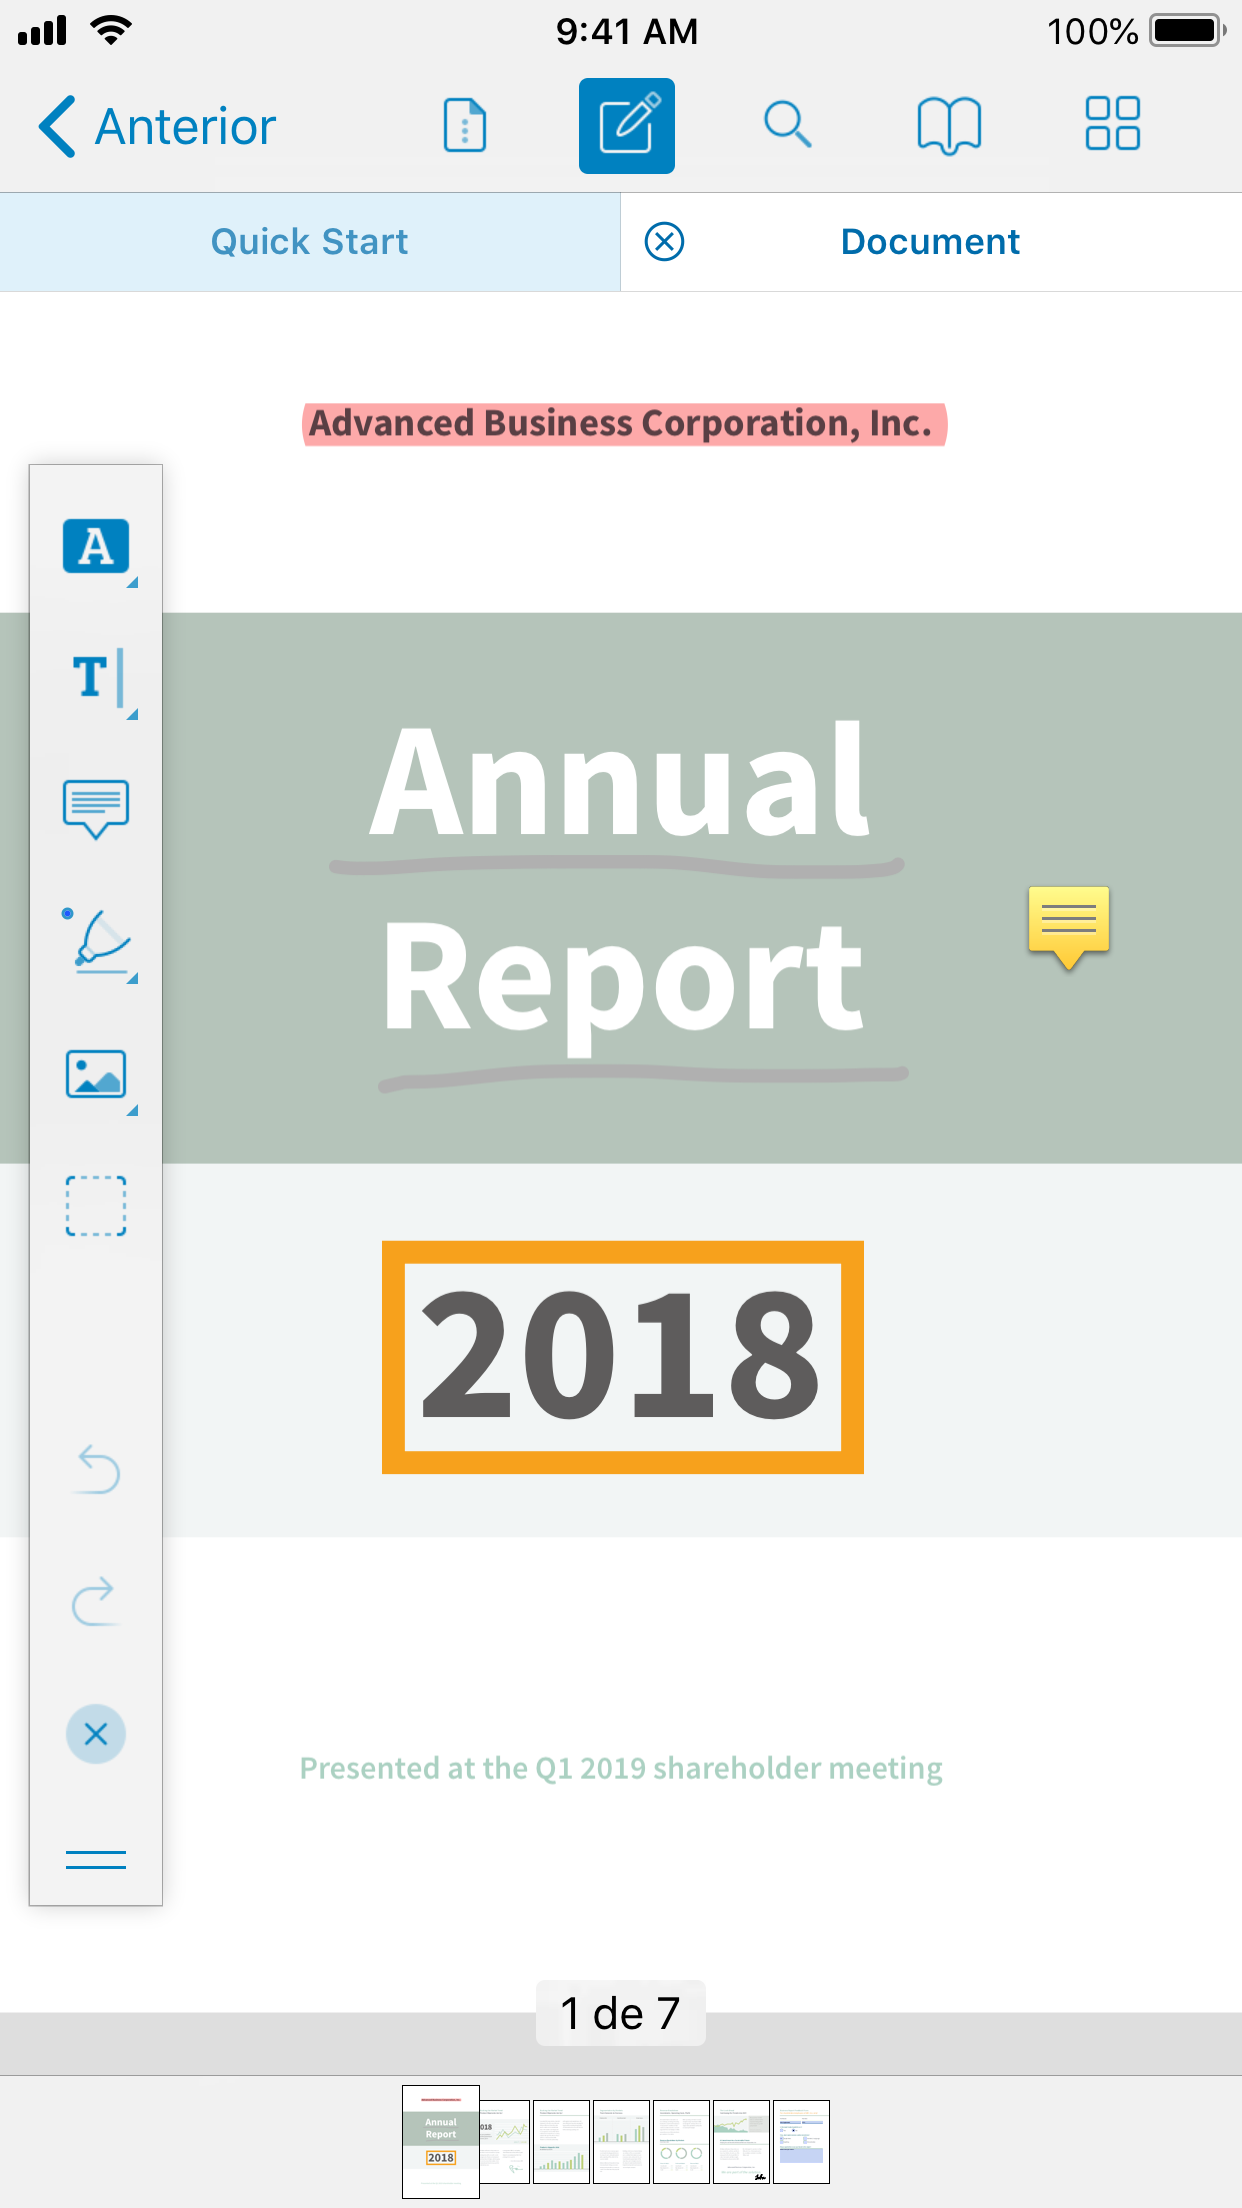 9:41 AM
100%
Anterior
Quick Start
Document
Advanced Business Corporation, Inc.
A
T
Annual
Report
2018
Presented at the Q1 2019 shareholder meeting
1 de 7
Annual
Report
2018